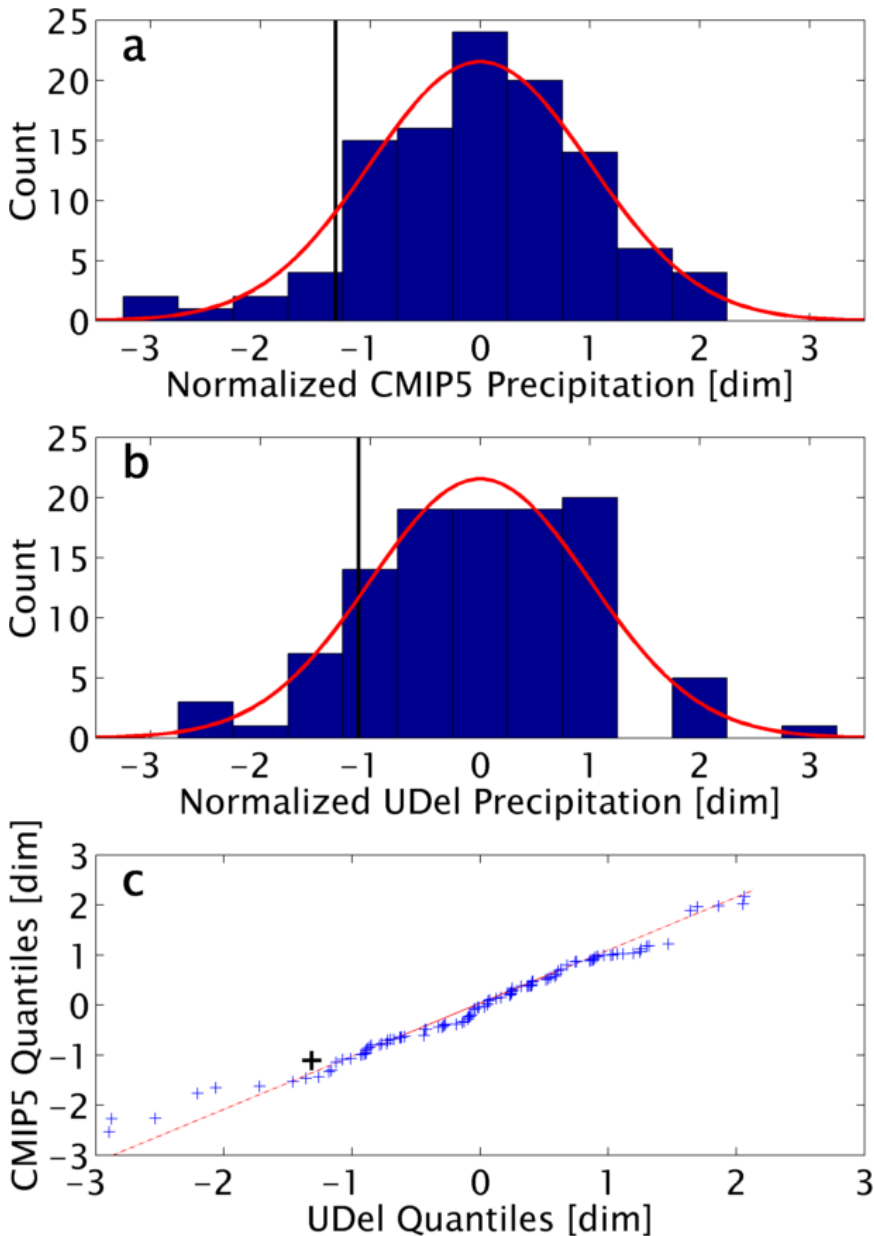 a
25
20
15
10
5
0
Count
−3 −2 −1 0 1 2 3
Normalized CMIP5 Precipitation [dim]
b
25
20
15
10
5
0
Count
−3 −2 −1 0 1 2 3
Normalized UDel Precipitation [dim]
c
3
2
1
0
−1
−2
−3
CMIP5 Quantiles [dim]
−3 −2 −1 0 1 2 3
UDel Quantiles [dim]